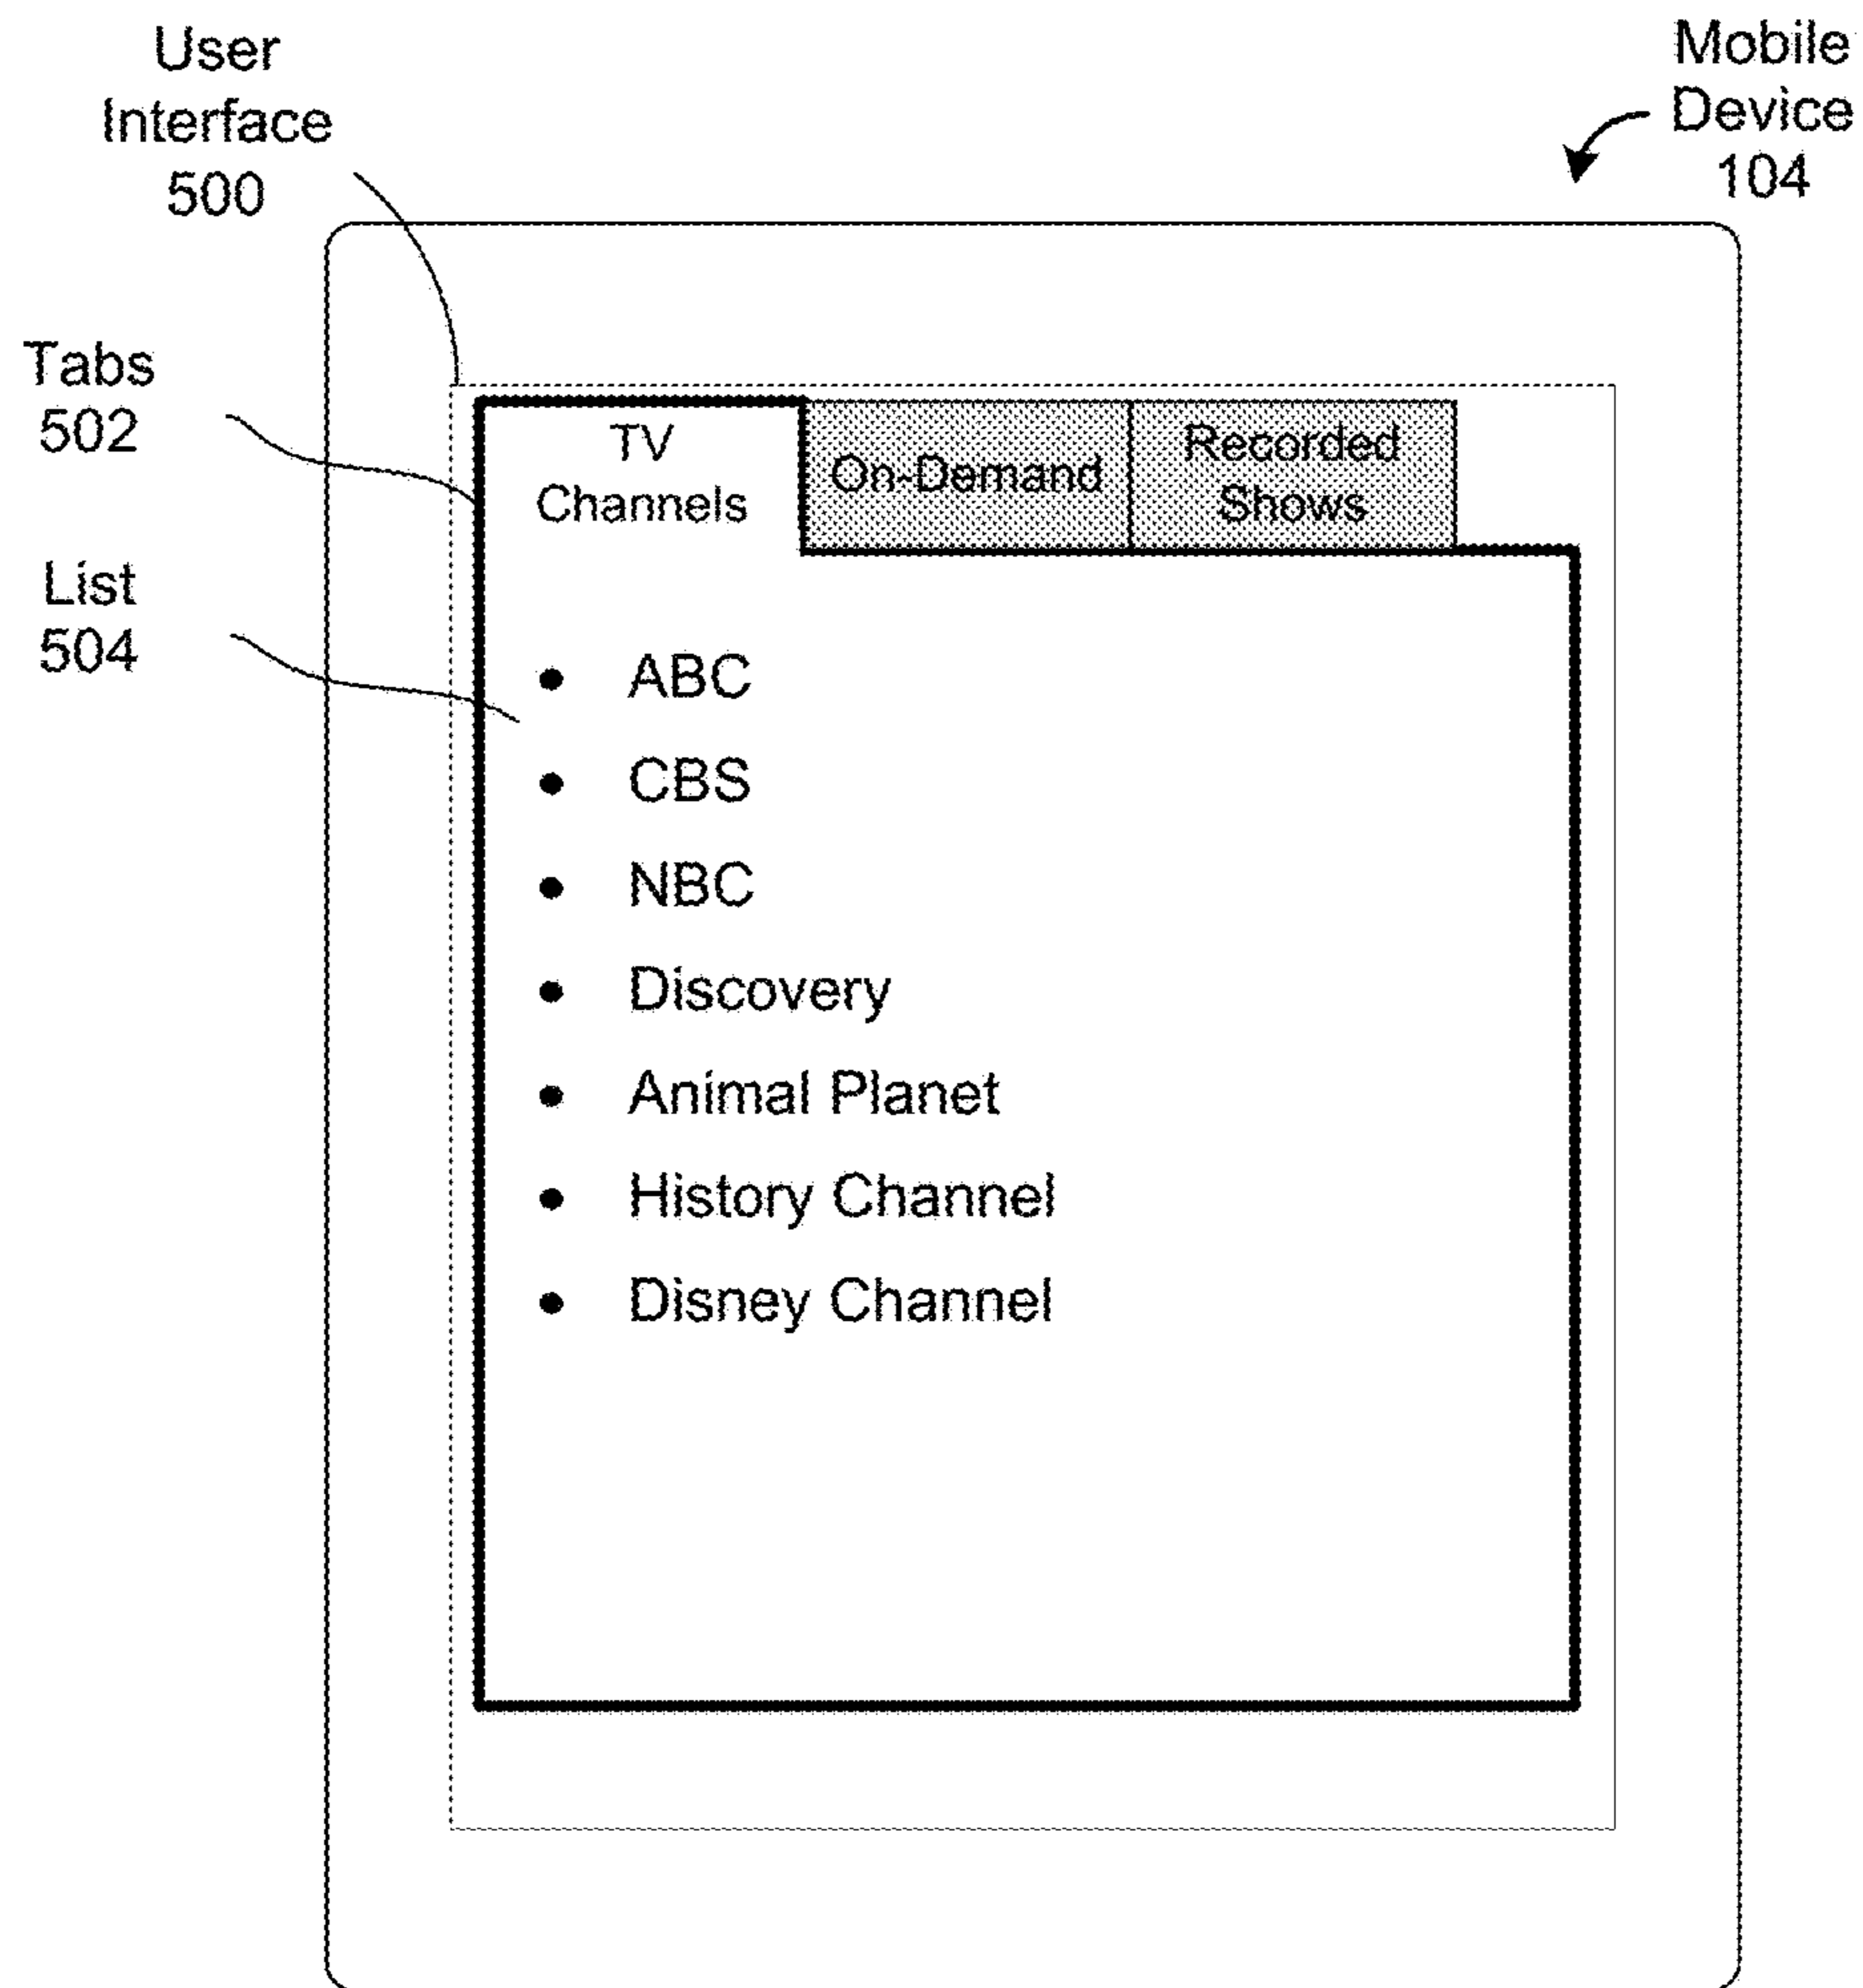 User
Interface
500
Mobile
Device
104
Tabs
502
List
504
TV
Channels
On-Demand
Recorded
Shows
• ABC
• CBS
• NBC
• Discovery
• Animal Planet
• History Channel
• Disney Channel